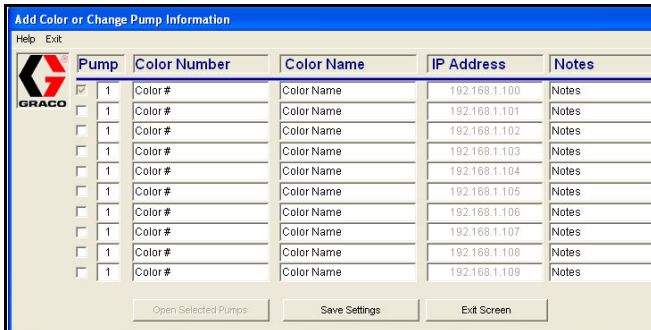 Add Color or Change Pump Information
Help Exit
GRACO
Pump Color Number Color Name IP Address Notes
1 Color # Color Name 192.168.1.100 Notes
1 Color # Color Name 192.168.1.101 Notes
1 Color # Color Name 192.168.1.102 Notes
1 Color # Color Name 192.168.1.103 Notes
1 Color # Color Name 192.168.1.104 Notes
1 Color # Color Name 192.168.1.105 Notes
1 Color # Color Name 192.168.1.106 Notes
1 Color # Color Name 192.168.1.107 Notes
1 Color # Color Name 192.168.1.108 Notes
1 Color # Color Name 192.168.1.109 Notes
Open Selected Pumps Save Settings Exit Screen